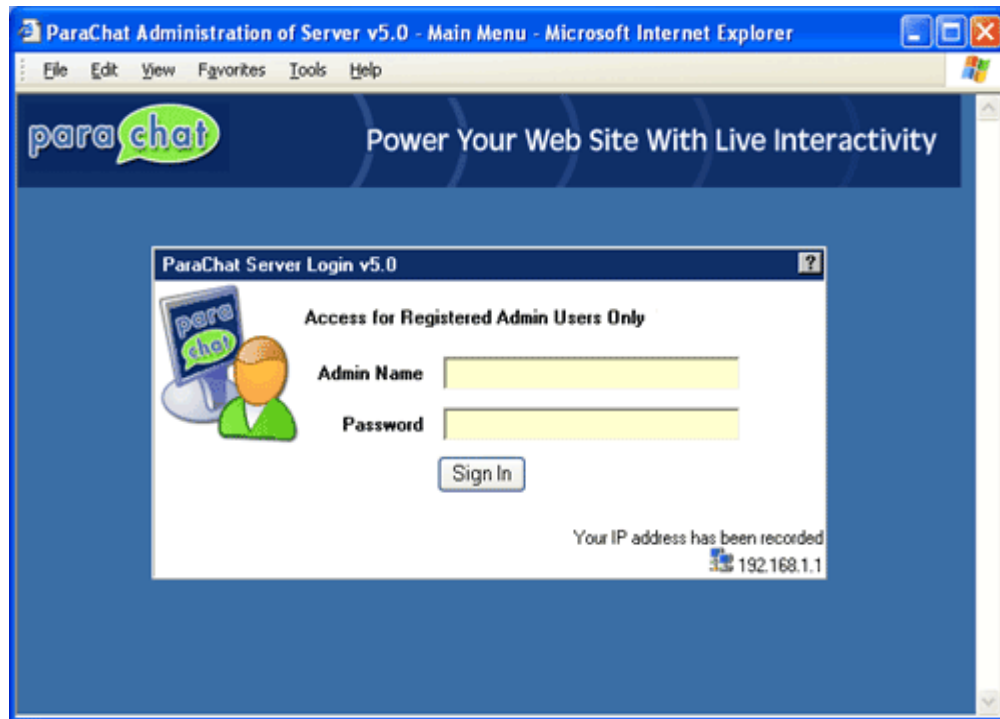 ParaChat Administration of Server v5.0 - Main Menu - Microsoft Internet Explorer
File Edit View Favorites Tools Help
para chat Power Your Web Site With Live Interactivity
ParaChat Server Login v5.0 ?
para
chat
Access for Registered Admin Users Only
Admin Name
Password
Sign In
Your IP address has been recorded
192.168.1.1